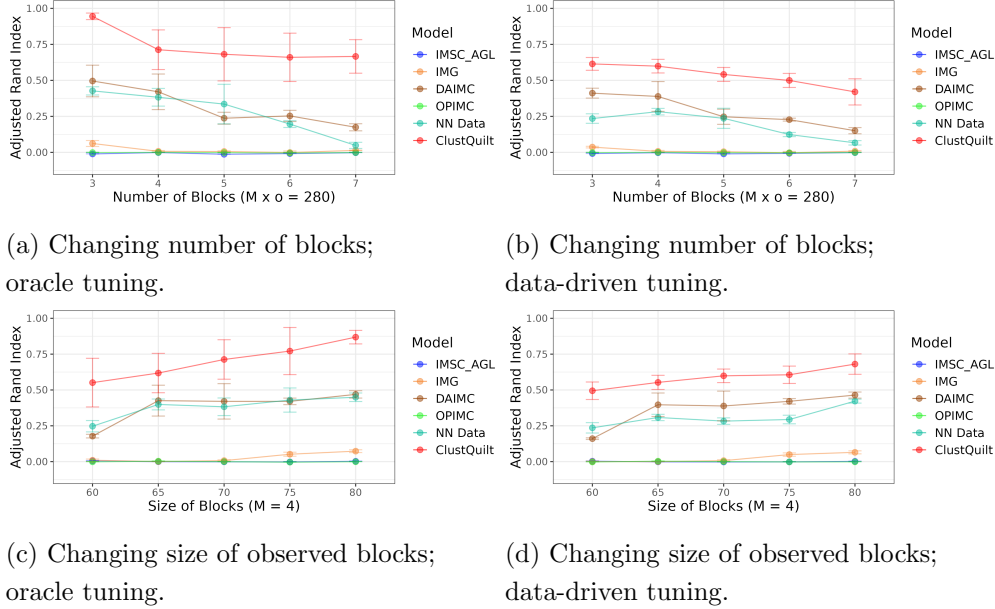 1.00
0.75
0.50
0.25
0.00
Adjusted Rand Index
3 4 5 6 7
Number of Blocks (M x o = 280)
Model
IMSC_AGL
IMG
DAIMC
OPIMC
NN Data
ClustQuilt
1.00
0.75
0.50
0.25
0.00
Adjusted Rand Index
3 4 5 6 7
Number of Blocks (M x o = 280)
Model
IMSC_AGL
IMG
DAIMC
OPIMC
NN Data
ClustQuilt
(a) Changing number of blocks;
oracle tuning.
(b) Changing number of blocks;
data-driven tuning.
1.00
0.75
0.50
0.25
0.00
Adjusted Rand Index
60 65 70 75 80
Size of Blocks (M = 4)
Model
IMSC_AGL
IMG
DAIMC
OPIMC
NN Data
ClustQuilt
1.00
0.75
0.50
0.25
0.00
Adjusted Rand Index
60 65 70 75 80
Size of Blocks (M = 4)
Model
IMSC_AGL
IMG
DAIMC
OPIMC
NN Data
ClustQuilt
(c) Changing size of observed blocks;
oracle tuning.
(d) Changing size of observed blocks;
data-driven tuning.